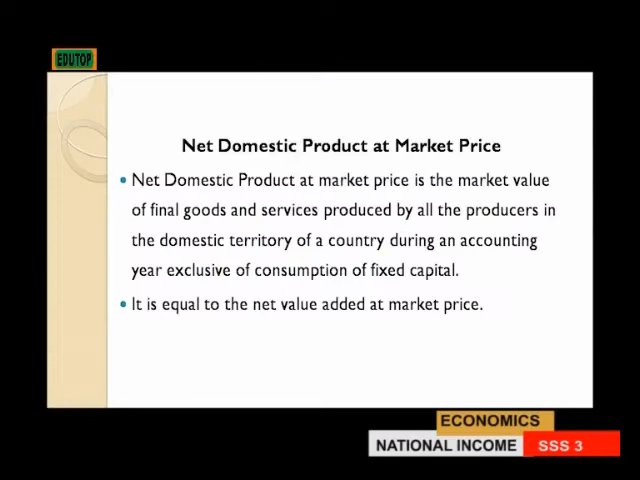 EDUTOP
Net Domestic Product at Market Price
• Net Domestic Product at market price is the market value
of final goods and services produced by all the producers in
the domestic territory of a country during an accounting
year exclusive of consumption of fixed capital.
• It is equal to the net value added at market price.
ECONOMICS
NATIONAL INCOME SSS 3